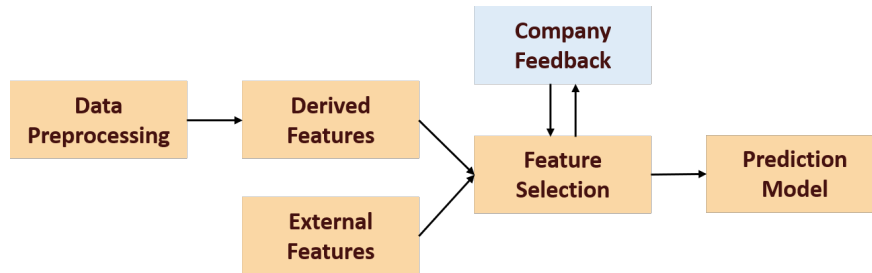 Company
Feedback
Data
Preprocessing
Derived
Features
Feature
Selection
Prediction
Model
External
Features